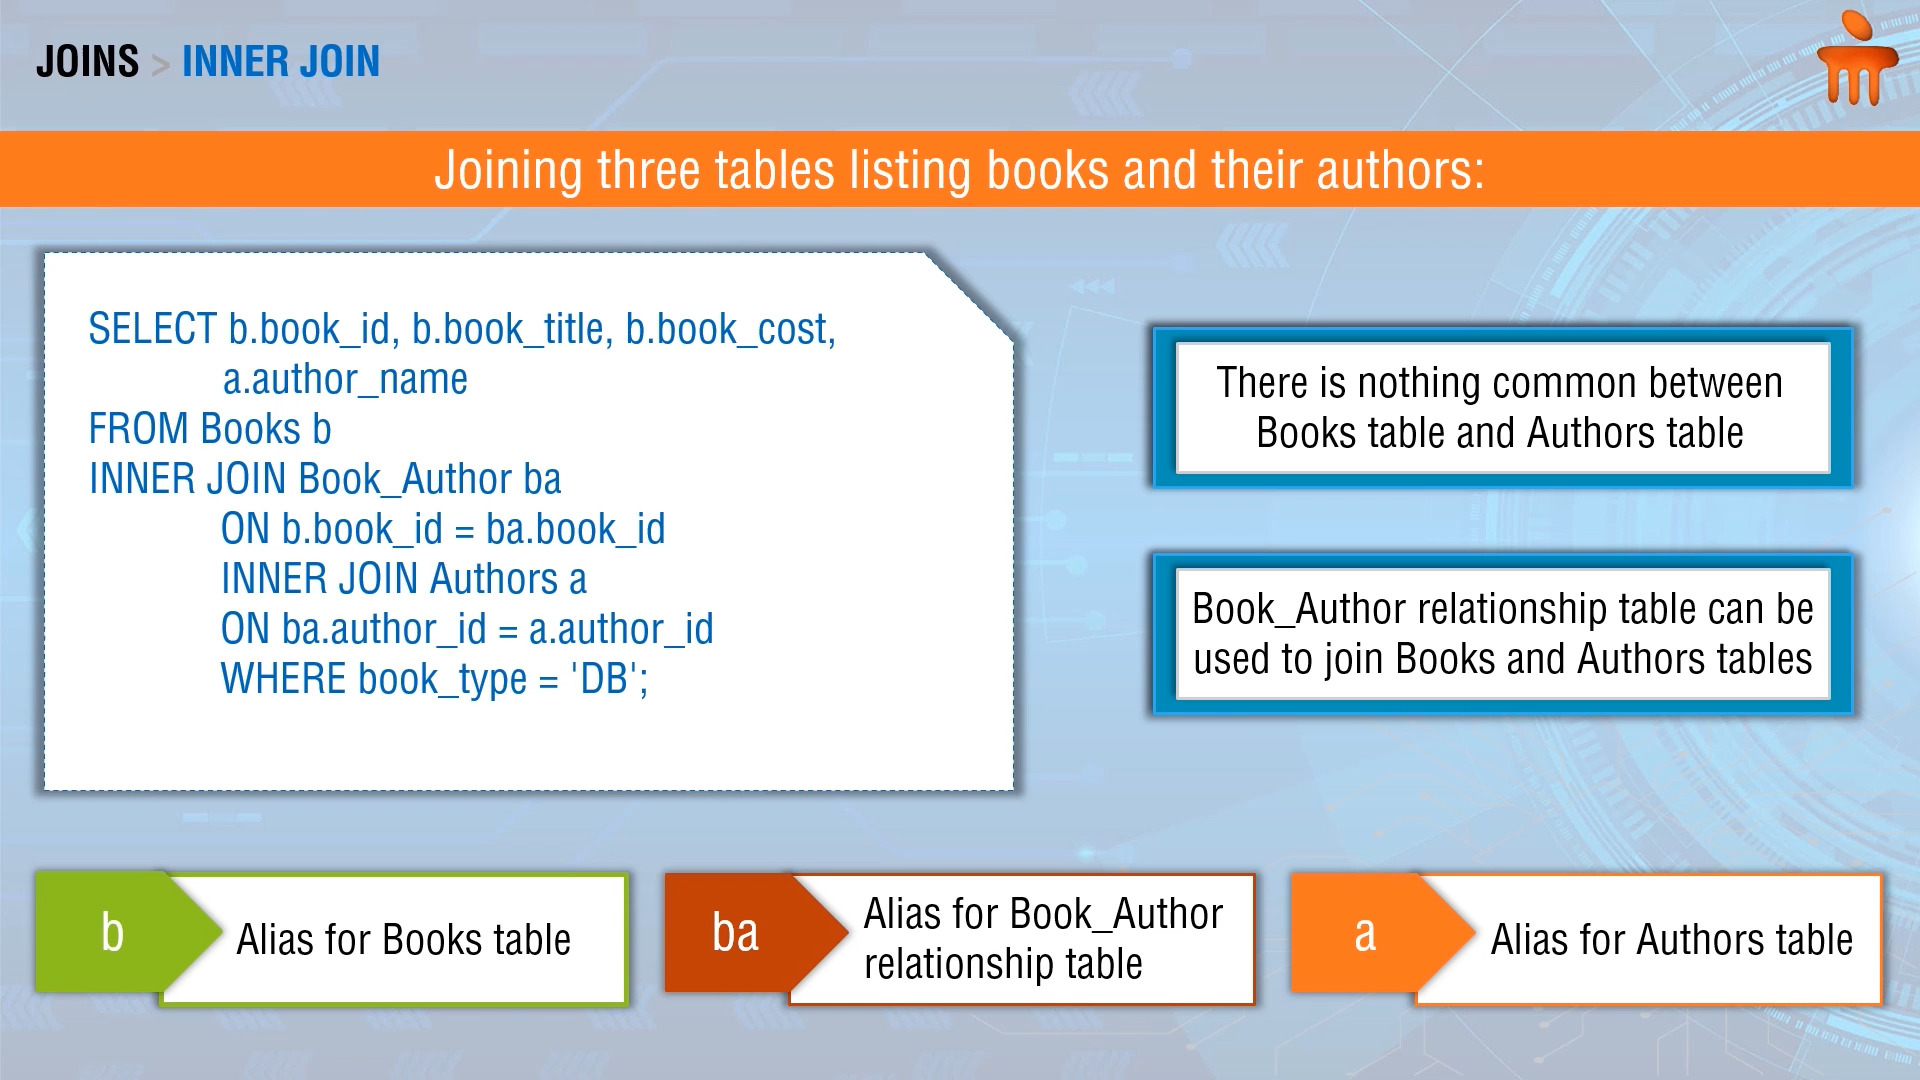 JOINS > INNER JOIN
Joining three tables listing books and their authors:
SELECT b.book_id, b.book_title, b.book_cost,
a.author_name
FROM Books b
INNER JOIN Book_Author ba
ON b.book_id = ba.book_id
INNER JOIN Authors a
ON ba.author_id = a.author_id
WHERE book_type = 'DB';
There is nothing common between
Books table and Authors table
Book_Author relationship table can be
used to join Books and Authors tables
b
Alias for Books table
ba
Alias for Book_Author
relationship table
a
Alias for Authors table